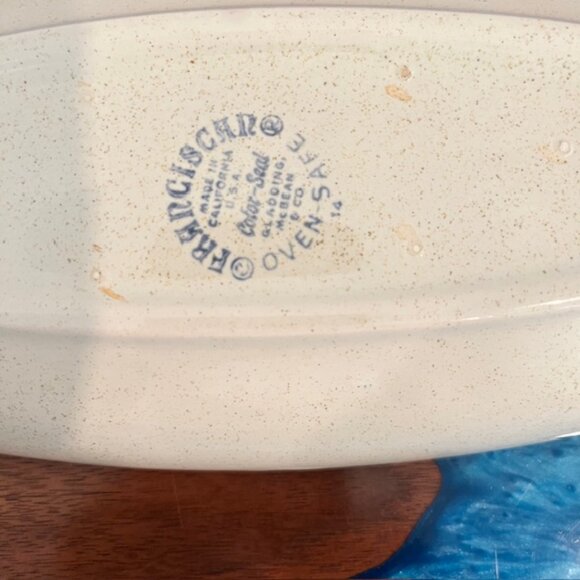 ©FRANCISCAN®
MADE IN
CALIFORNIA
U.S.A.
Color-Seal
GLADDING,
McBEAN
& CO.
OVEN-SAFE
14